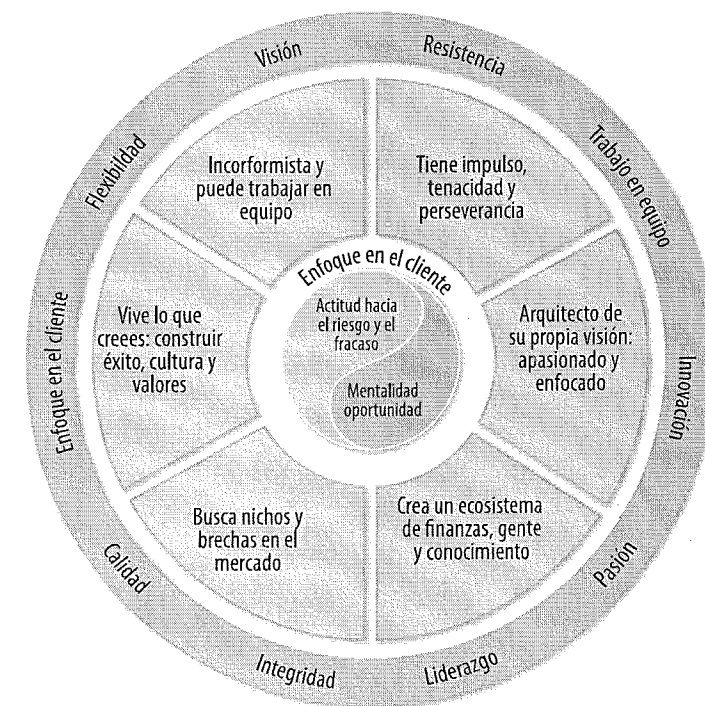 Visión
Resistencia
Flexibildad
Trabajo en equipo
Incorformista y
puede trabajar en
equipo
Tiene impulso,
tenacidad y
perseverancia
Enfoque en el cliente
Enfoque en el cliente
Vive lo que
creees: construir
éxito, cultura y
valores
Actitud hacia
el riesgo y el
fracaso
Mentalidad
oportunidad
Arquitecto de
su propia visión:
apasionado y
enfocado
Innovación
Busca nichos y
brechas en el
mercado
Crea un ecosistema
de finanzas, gente
y conocimiento
Calidad
Pasión
Integridad
Liderazgo